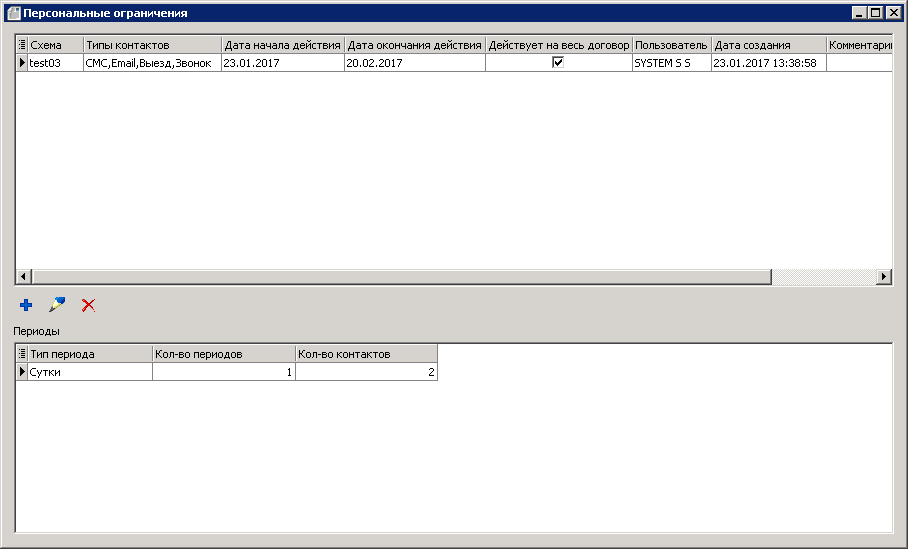 Персональные ограничения
Схема Типы контактов Дата начала действия Дата окончания действия Действует на весь договор Пользователь Дата создания Комментарии
test03 СМС,Email,Выезд,Звонок 23.01.2017 20.02.2017 SYSTEM S S 23.01.2017 13:38:58
Периоды
Тип периода Кол-во периодов Кол-во контактов
Сутки 1 2